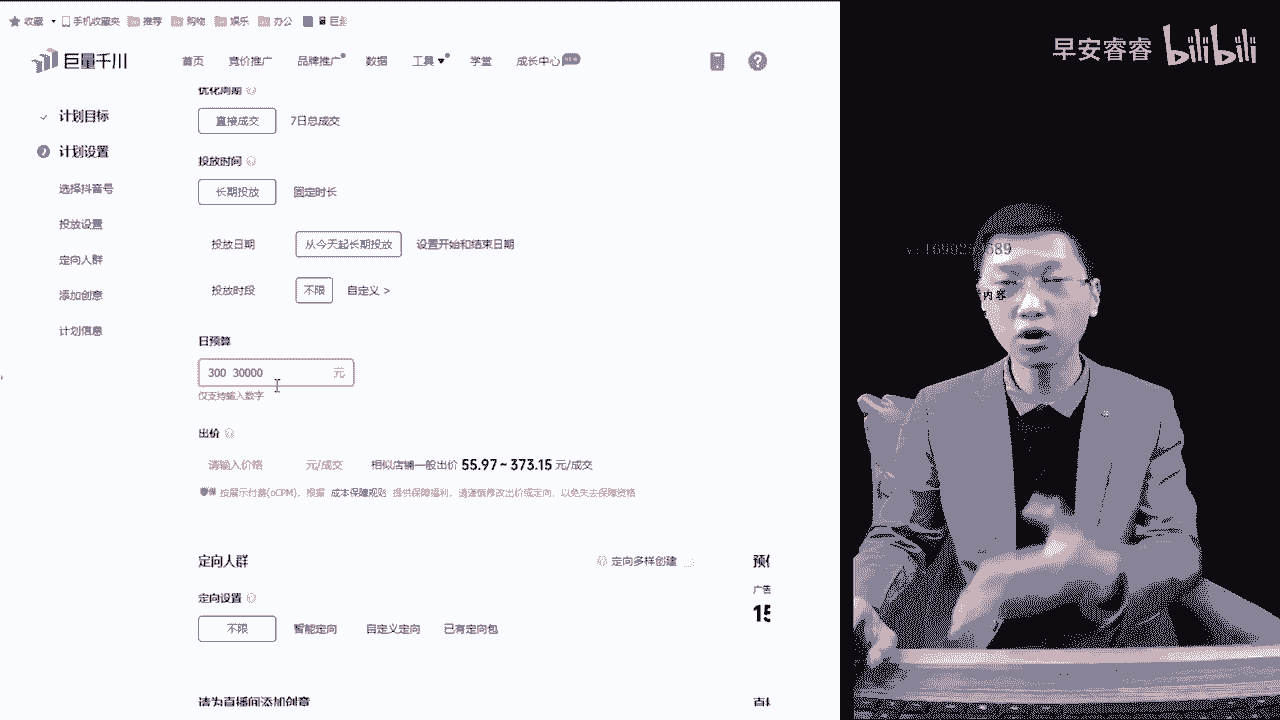 收藏 手机收藏夹 推荐 购物 娱乐 办公
巨量千川 首页 竞价推广 品牌推广 数据 工具 学堂 成长中心 NEW
早安睿睿 bilibili
优化周期
计划目标
直接成交 7日总成交
计划设置
投放时间
选择抖音号
长期投放 固定时长
投放设置
投放日期 从今天起长期投放 设置开始和结束日期
定向人群
投放时段 不限 自定义 >
添加创意
内容
计划信息
日预算
300 30000 元
仅支持输入数字
出价
请输入价格 元/成交 相似店铺一般出价 55.97 ~ 373.15 元/成交
按展示付费(oCPM)，根据 成本保障规则 提供保障福利，请谨慎修改出价或定向，以免失去保障资格
定向人群 定向多样创建
广告
15
定向设置
不限 智能定向 自定义定向 已有定向包
请为直播间添加创意